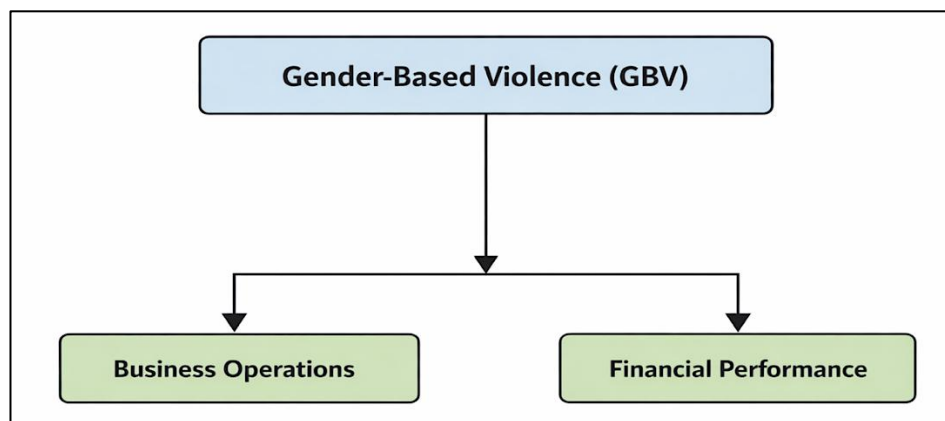 Gender-Based Violence (GBV)
Business Operations
Financial Performance